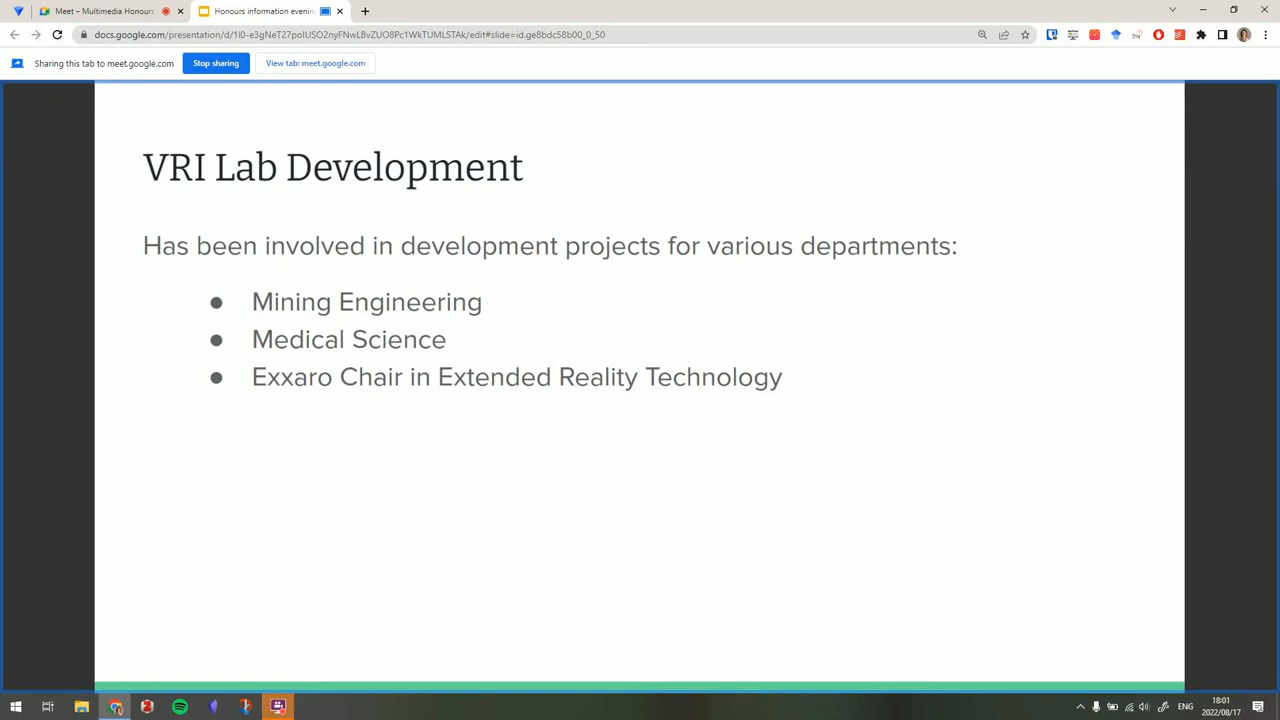 Meet – Multimedia Honours
Honours information evenin
docs.google.com/presentation/d/1I0-e3gNeT27poIUSO2nyFNwLBvZUO8Pc1WkTUMLSTAk/edit#slide=id.ge8bdc58b00_0_50
Sharing this tab to meet.google.com
Stop sharing
View tab: meet.google.com
VRI Lab Development
Has been involved in development projects for various departments:
● Mining Engineering
● Medical Science
● Exxaro Chair in Extended Reality Technology
ENG
18:01
2022/08/17